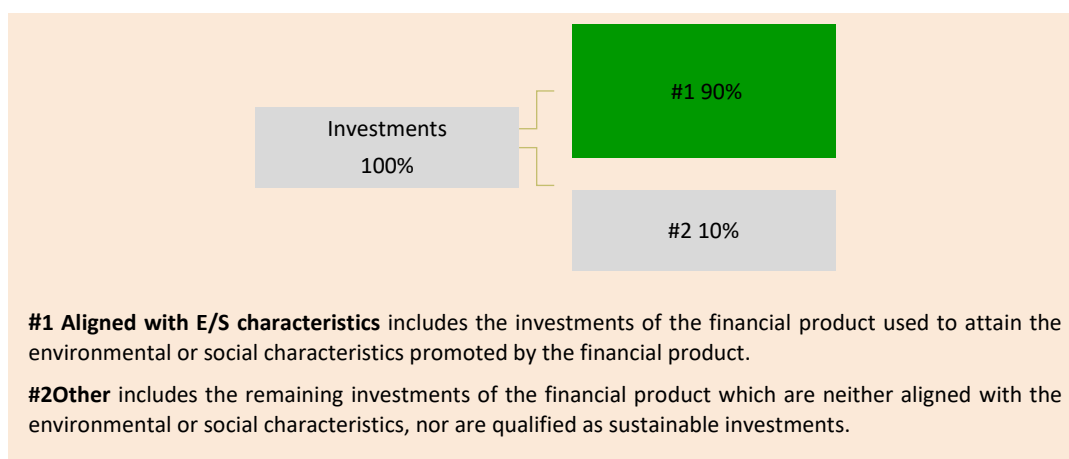 #1 90%
Investments
100%
#2 10%
#1 Aligned with E/S characteristics includes the investments of the financial product used to attain the
environmental or social characteristics promoted by the financial product.
#2Other includes the remaining investments of the financial product which are neither aligned with the
environmental or social characteristics, nor are qualified as sustainable investments.